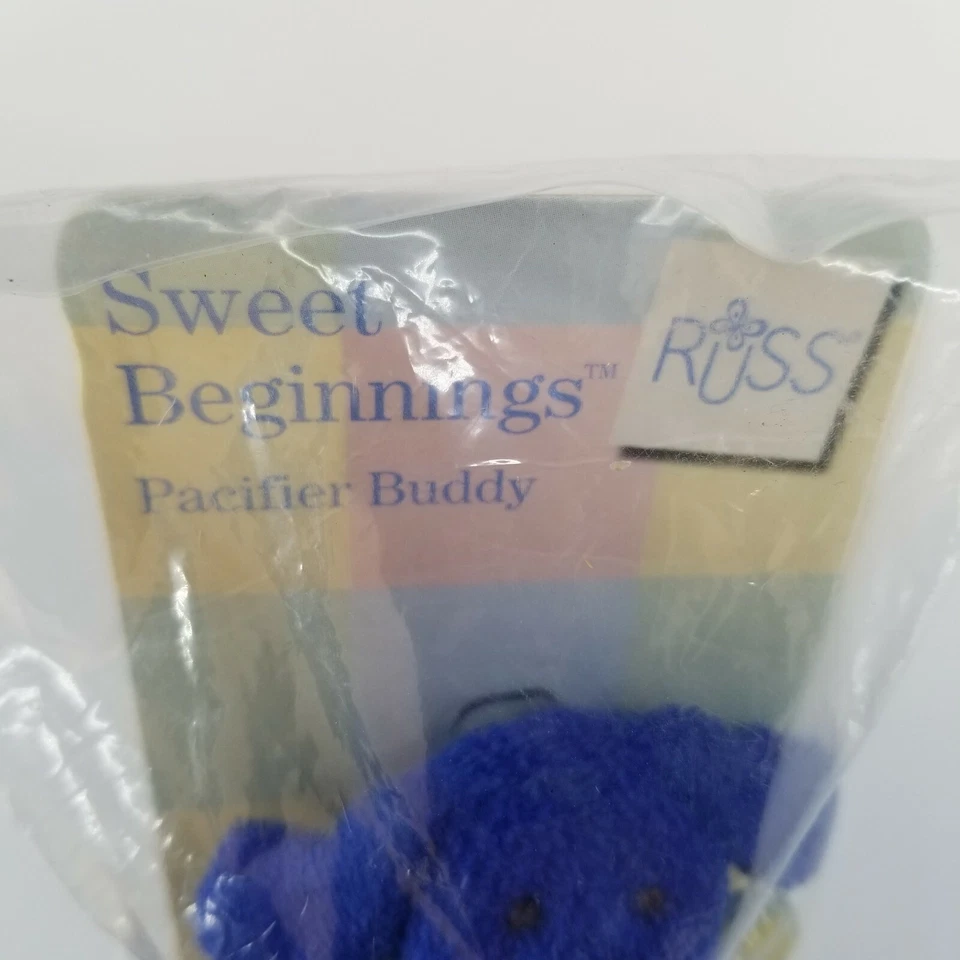 Sweet
Beginnings™
Pacifier Buddy
RUSS